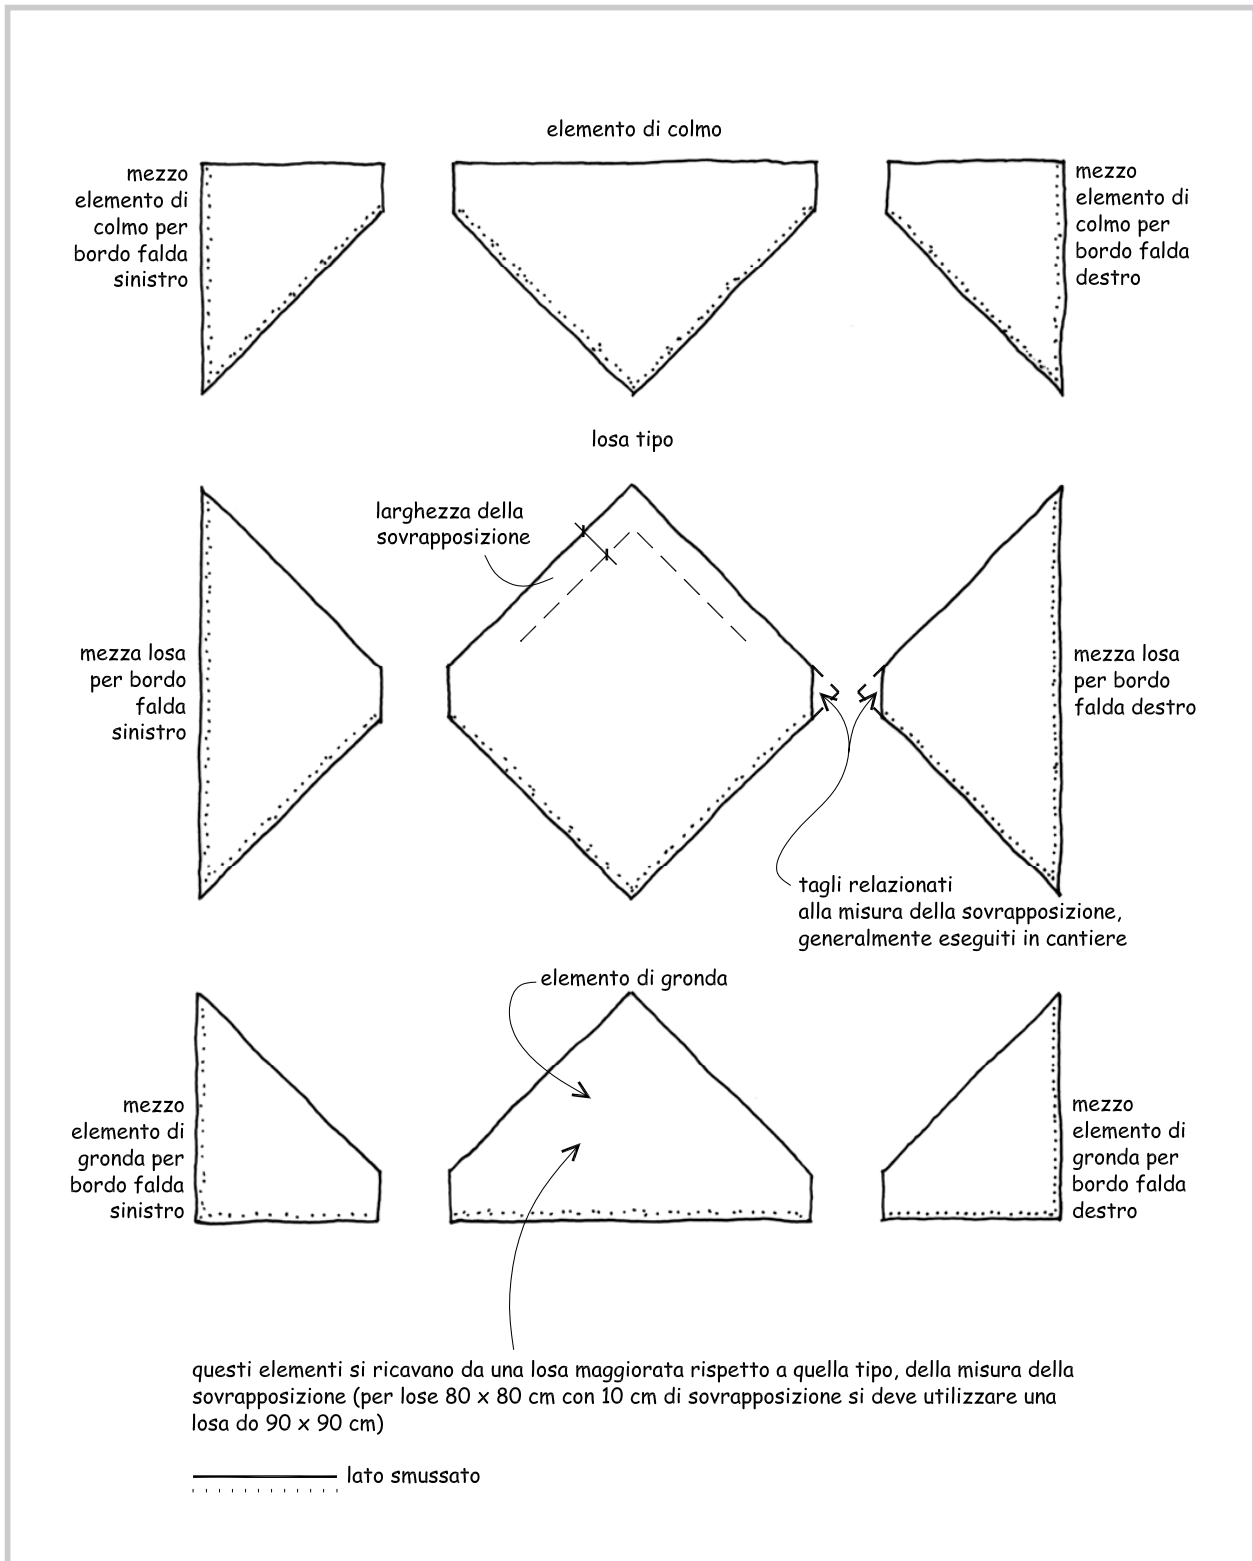 elemento di colmo
mezzo
elemento di
colmo per
bordo falda
sinistro
mezzo
elemento di
colmo per
bordo falda
destro
losa tipo
larghezza della
sovrapposizione
mezza losa
per bordo
falda
sinistro
mezza losa
per bordo
falda destro
tagli relazionati
alla misura della sovrapposizione,
generalmente eseguiti in cantiere
elemento di gronda
mezzo
elemento di
gronda per
bordo falda
sinistro
mezzo
elemento di
gronda per
bordo falda
destro
questi elementi si ricavano da una losa maggiorata rispetto a quella tipo, della misura della
sovrapposizione (per lose 80 x 80 cm con 10 cm di sovrapposizione si deve utilizzare una
losa do 90 x 90 cm)
lato smussato